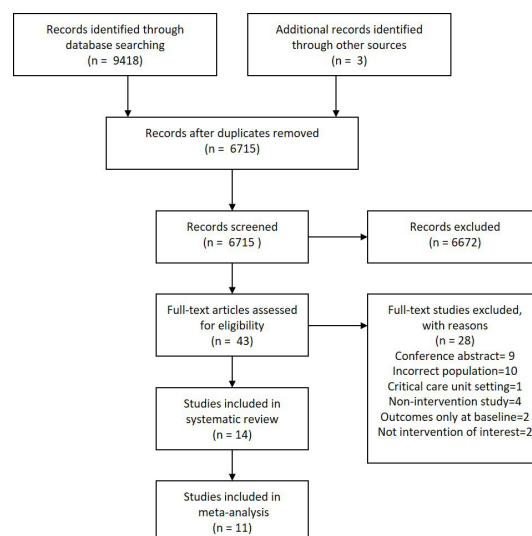 Records identified through
database searching
(n = 9418)
Additional records identified
through other sources
(n = 3)
Records after duplicates removed
(n = 6715)
Records screened
(n = 6715 )
Records excluded
(n = 6672)
Full-text articles assessed
for eligibility
(n = 43)
Full-text studies excluded,
with reasons
(n = 28)
Conference abstract= 9
Incorrect population=10
Critical care unit setting=1
Non-intervention study=4
Outcomes only at baseline=2
Not intervention of interest=2
Studies included in
systematic review
(n = 14)
Studies included in
meta-analysis
(n = 11)